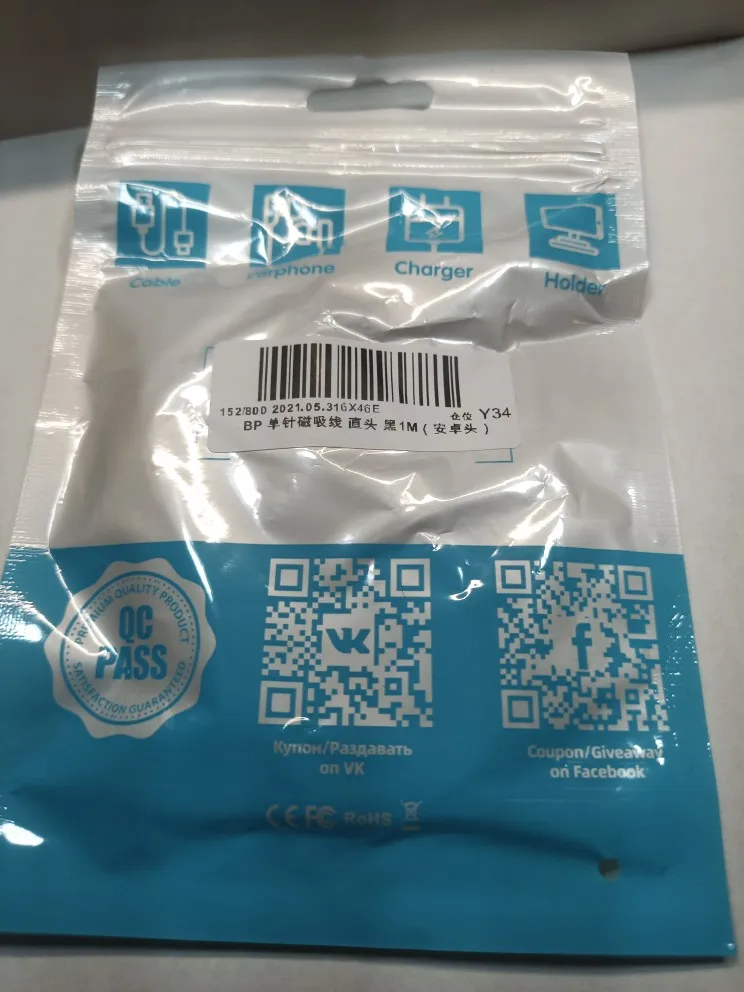 Cable
Earphone
Charger
Holder
152/800 2021.05.316X46E
仓位 Y34
BP 单针磁吸线 直头 黑1M ( 安卓头 )
PREMIUM QUALITY PRODUCT
QC
PASS
SATISFACTION GUARANTEED
Купон/Раздавать
on VK
Coupon/Giveaway
on Facebook
CE FC RoHS